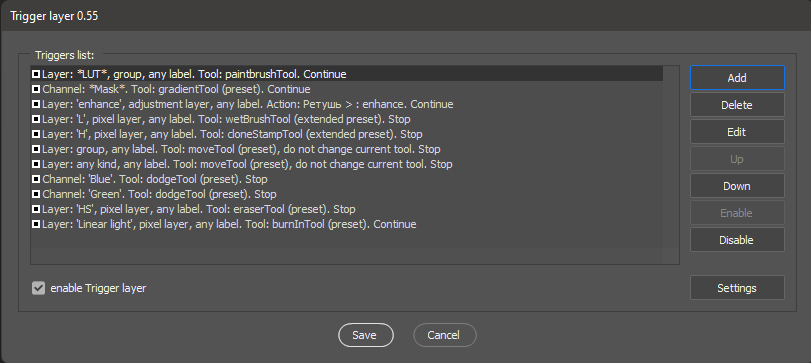 Trigger layer 0.55
Triggers list:
Layer: *LUT*, group, any label. Tool: paintbrushTool. Continue
Channel: *Mask*. Tool: gradientTool (preset). Continue
Layer: 'enhance', adjustment layer, any label. Action: Ретушь > : enhance. Continue
Layer: 'L', pixel layer, any label. Tool: wetBrushTool (extended preset). Stop
Layer: 'H', pixel layer, any label. Tool: cloneStampTool (extended preset). Stop
Layer: group, any label. Tool: moveTool (preset), do not change current tool. Stop
Layer: any kind, any label. Tool: moveTool (preset), do not change current tool. Stop
Channel: 'Blue'. Tool: dodgeTool (preset). Stop
Channel: 'Green'. Tool: dodgeTool (preset). Stop
Layer: 'HS', pixel layer, any label. Tool: eraserTool (preset). Stop
Layer: 'Linear light', pixel layer, any label. Tool: burnInTool (preset). Continue
Add
Delete
Edit
Up
Down
Enable
Disable
enable Trigger layer
Settings
Save
Cancel